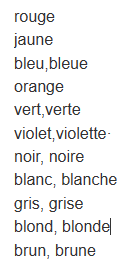 rouge
jaune
bleu,bleue
orange
vert,verte
violet,violette·
noir, noire
blanc, blanche
gris, grise
blond, blonde
brun, brune